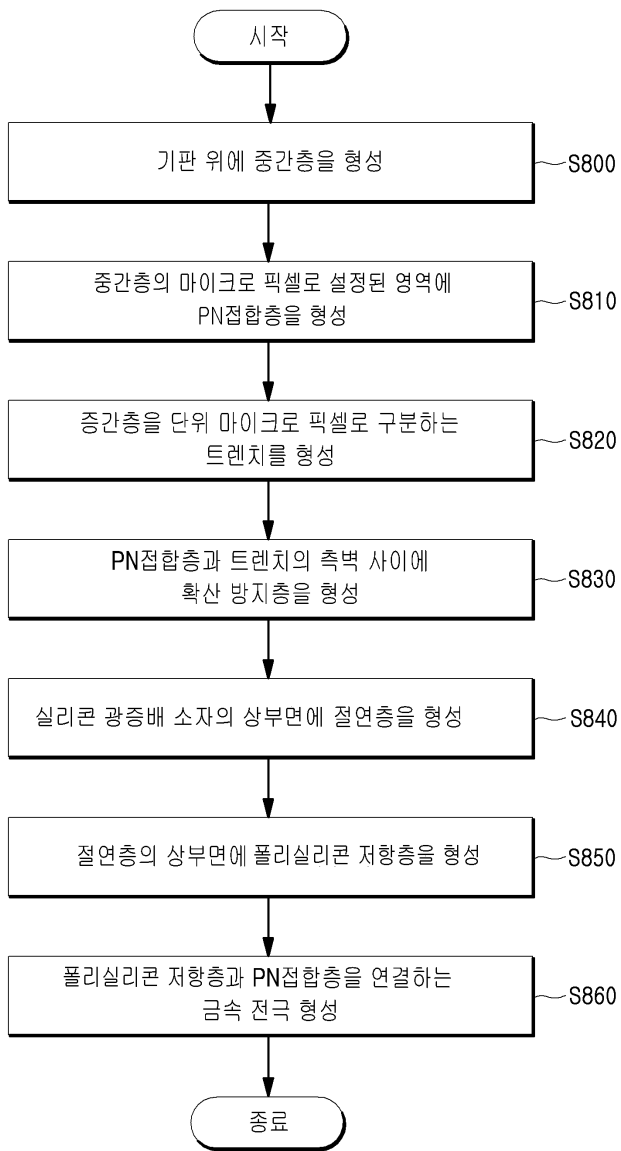 시작
기판 위에 중간층을 형성
S800
중간층의 마이크로 픽셀로 설정된 영역에
PN접합층을 형성
S810
증간층을 단위 마이크로 픽셀로 구분하는
트렌치를 형성
S820
PN접합층과 트렌치의 측벽 사이에
확산 방지층을 형성
S830
실리콘 광증배 소자의 상부면에 절연층을 형성
S840
절연층의 상부면에 폴리실리콘 저항층을 형성
S850
폴리실리콘 저항층과 PN접합층을 연결하는
금속 전극 형성
S860
종료